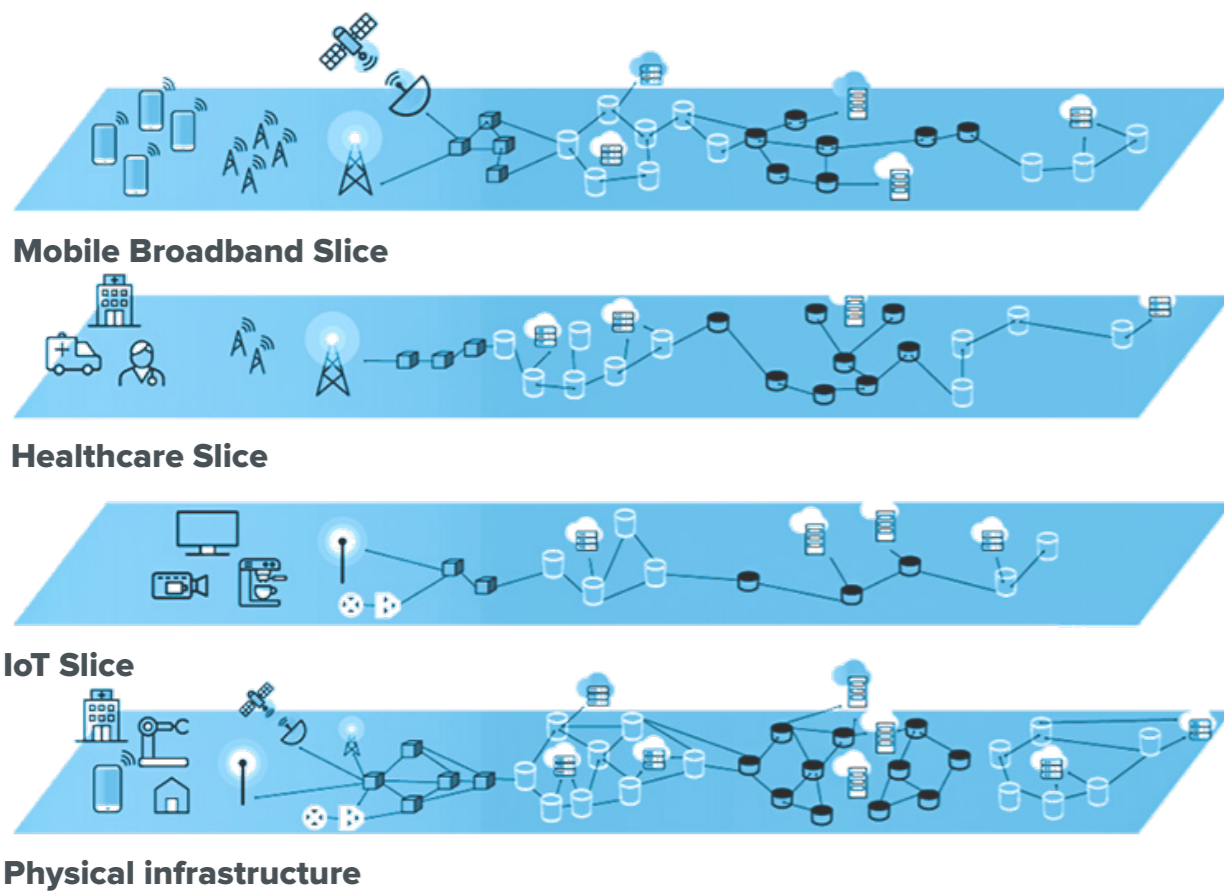 Mobile Broadband Slice
Healthcare Slice
IoT Slice
Physical infrastructure